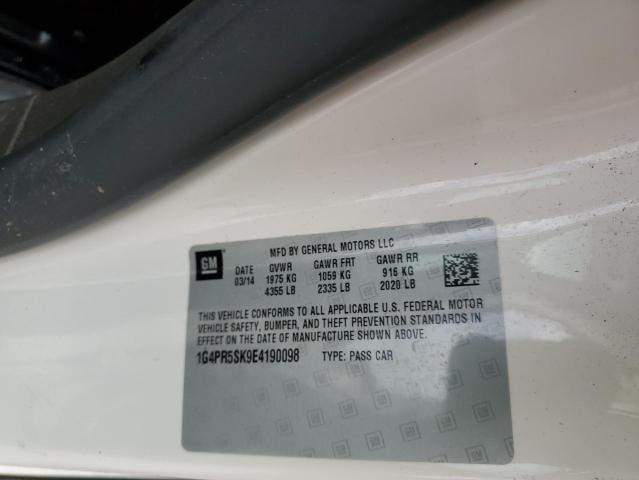 GM
MFD BY GENERAL MOTORS LLC
DATE GVWR GAWR FRT GAWR RR
03/14 1975 KG 1059 KG 916 KG
4355 LB 2335 LB 2020 LB
THIS VEHICLE CONFORMS TO ALL APPLICABLE U.S. FEDERAL MOTOR
VEHICLE SAFETY, BUMPER, AND THEFT PREVENTION STANDARDS IN
EFFECT ON THE DATE OF MANUFACTURE SHOWN ABOVE.
1G4PR5SK9E4190098 TYPE: PASS CAR